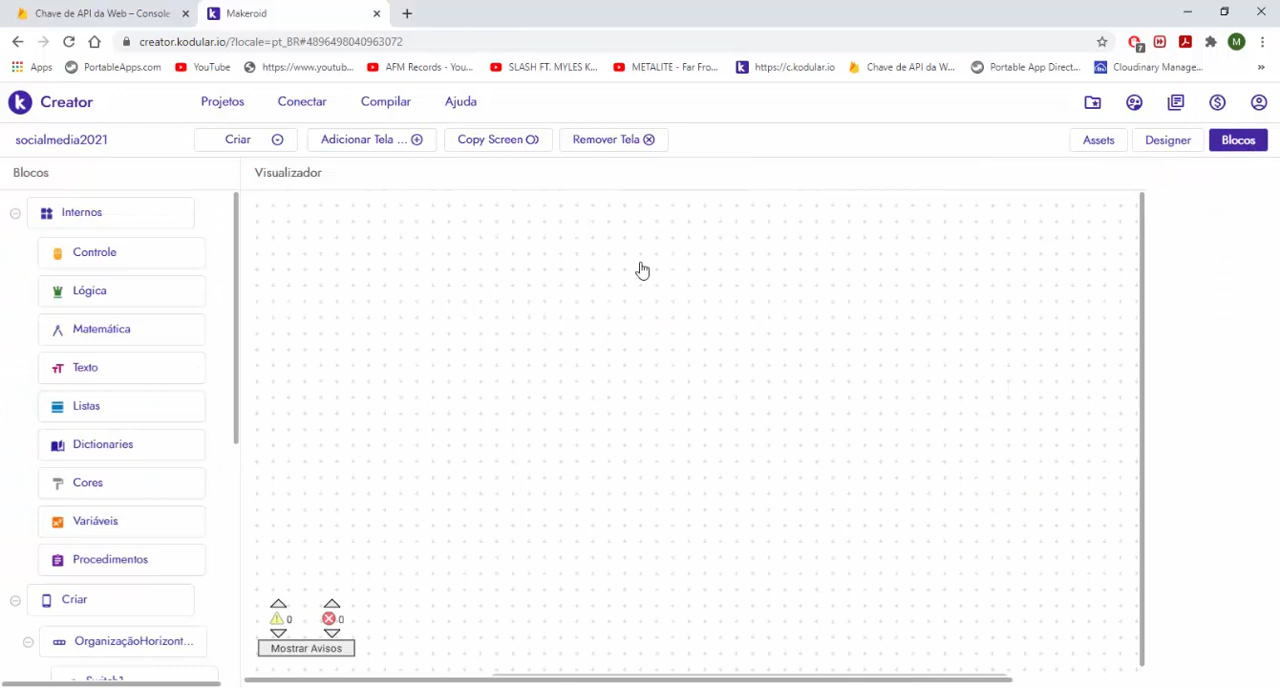 Chave de API da Web – Console
Makeroid
creator.kodular.io/?locale=pt_BR#4896498040963072
7
M
Apps
PortableApps.com
YouTube
https://www.youtub...
AFM Records - You...
SLASH FT. MYLES K...
METALITE - Far Fro...
https://c.kodular.io
Chave de API da W...
Portable App Direct...
Cloudinary Manage...
»
Creator
Projetos
Conectar
Compilar
Ajuda
socialmedia2021
Criar
Adicionar Tela ...
Copy Screen
Remover Tela
Assets
Designer
Blocos
Blocos
Visualizador
Internos
Controle
Lógica
Matemática
Texto
Listas
Dictionaries
Cores
Variáveis
Procedimentos
Criar
OrganizaçãoHorizont...
Switch1
0
0
Mostrar Avisos